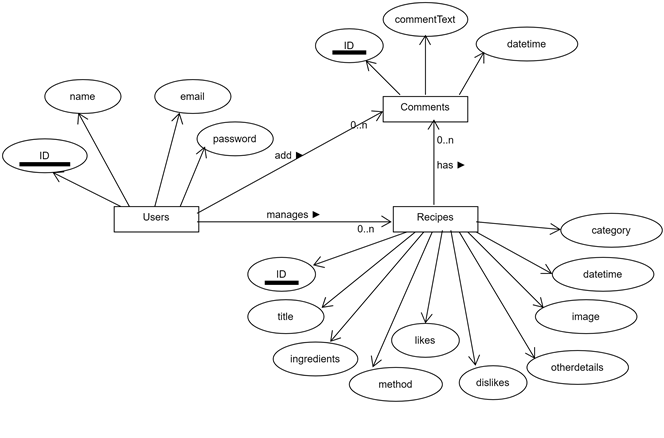 commentText
ID
datetime
Comments
name
email
password
ID
0..n
0..n
add ►
has ►
Users
manages ►
0..n
Recipes
category
ID
datetime
title
image
likes
ingredients
otherdetails
method
dislikes